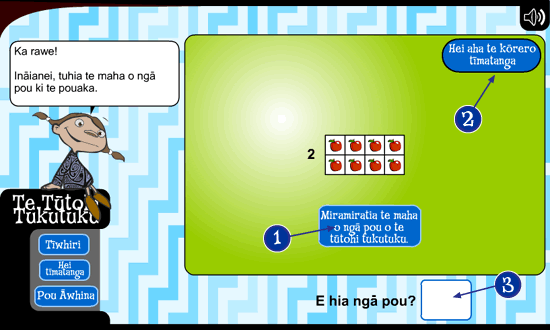 Ka rawe!
Ināianei, tuhia te maha o ngā
pou ki te pouaka.
Hei aha te kōrero
tīmatanga
2
2
Miramiratia te maha
o ngā pou o te
tūtohi tukutuku.
1
Te Tūtohi
Tukutuku
Tīwhiri
Hei
tīmatanga
Pou Āwhina
E hia ngā pou?
3